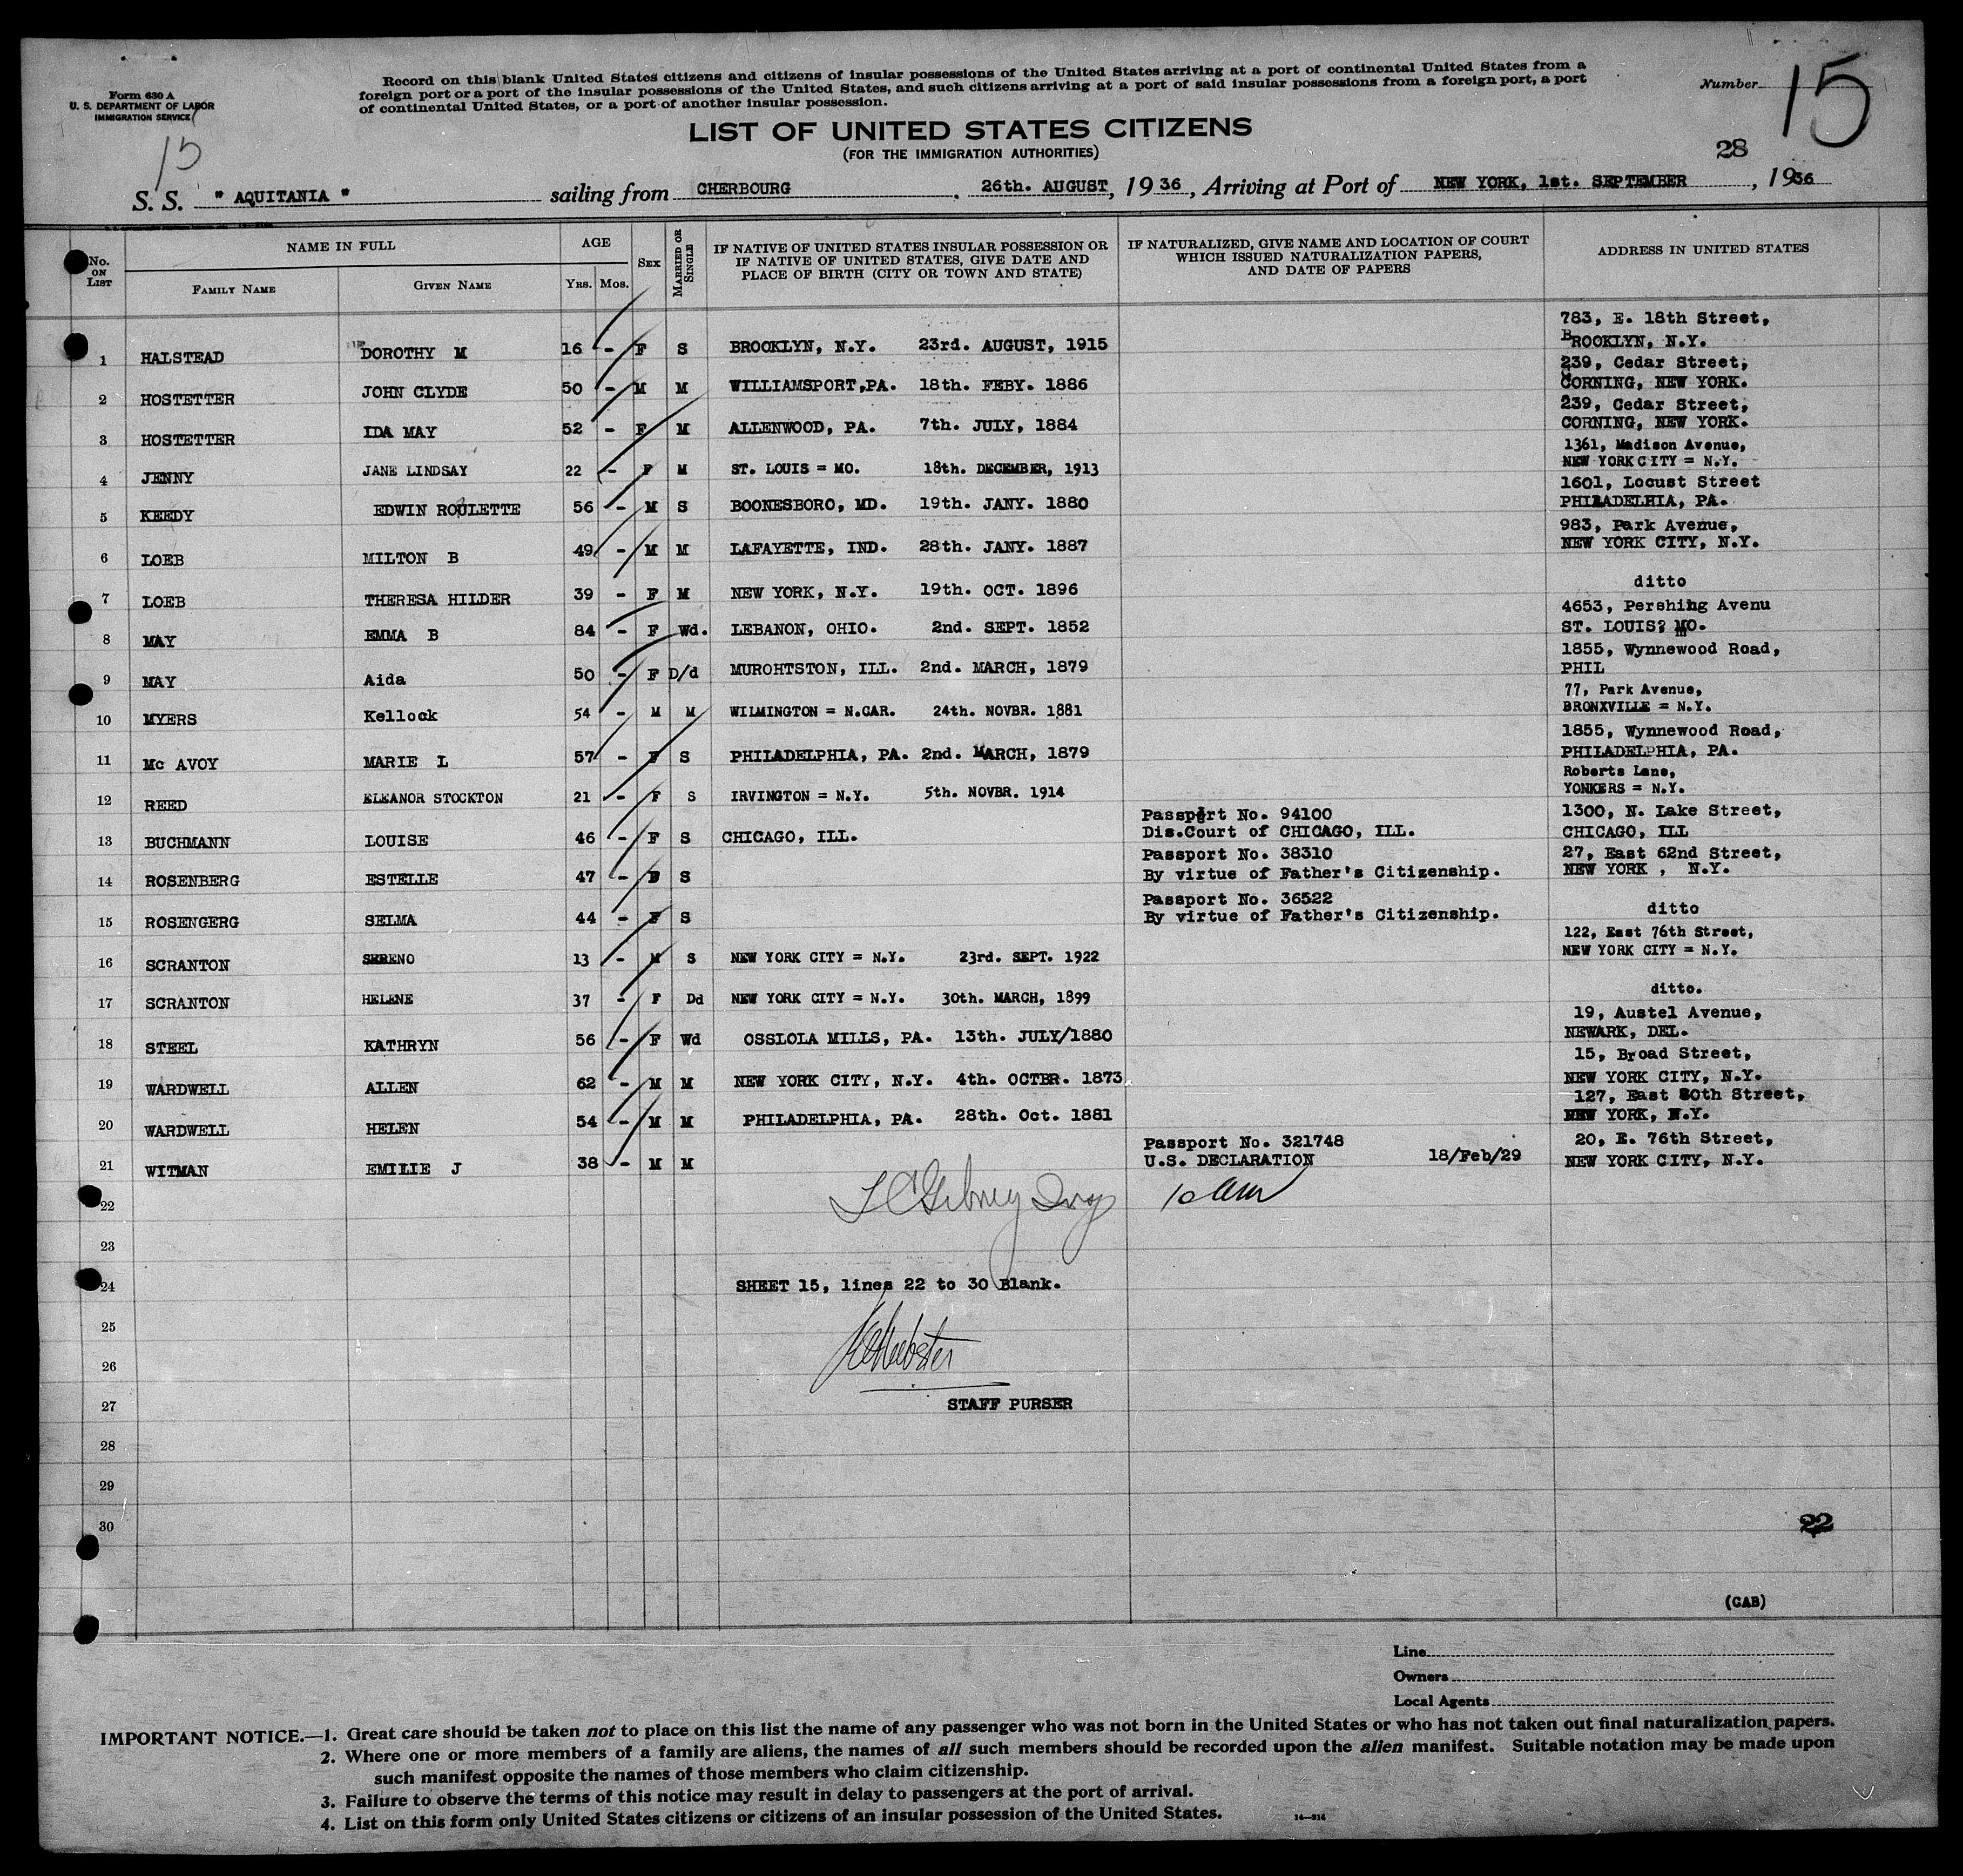 Form 630 A
U. S. DEPARTMENT OF LABOR
IMMIGRATION SERVICE
15
Record on this blank United States citizens and citizens of insular possessions of the United States arriving at a port of continental United States from a
foreign port or a port of the insular possessions of the United States, and such citizens arriving at a port of said insular possessions from a foreign port, a port
of continental United States, or a port of another insular possession.
Number 15
LIST OF UNITED STATES CITIZENS
(FOR THE IMMIGRATION AUTHORITIES)
28
S. S. " AQUITANIA " sailing from CHERBOURG , 26th. AUGUST, 19 36, Arriving at Port of NEW YORK, 1st. SEPTEMBER , 1936
No. ON LIST NAME IN FULL FAMILY NAME GIVEN NAME AGE YRS. MOS. SEX MARRIED OR SINGLE IF NATIVE OF UNITED STATES INSULAR POSSESSION OR IF NATIVE OF UNITED STATES, GIVE DATE AND PLACE OF BIRTH (CITY OR TOWN AND STATE) IF NATURALIZED, GIVE NAME AND LOCATION OF COURT WHICH ISSUED NATURALIZATION PAPERS, AND DATE OF PAPERS ADDRESS IN UNITED STATES
1 HALSTEAD DOROTHY M 16 - F S BROOKLYN, N.Y. 23rd. AUGUST, 1915 783, E. 18th Street, BROOKLYN, N.Y.
2 HOSTETTER JOHN CLYDE 50 - M M WILLIAMSPORT,PA. 18th. FEBY. 1886 239, Cedar Street, CORNING, NEW YORK.
3 HOSTETTER IDA MAY 52 - F M ALLENWOOD, PA. 7th. JULY, 1884 239, Cedar Street, CORNING, NEW YORK.
4 JENNY JANE LINDSAY 22 - F M ST. LOUIS = MO. 18th. DECEMBER, 1913 1361, Madison Avenue, NEW YORK CITY = N.Y.
5 KEEDY EDWIN ROULETTE 56 - M S BOONESBORO, MD. 19th. JANY. 1880 1601, Locust Street PHILADELHIA, PA.
6 LOEB MILTON B 49 - M M LAFAYETTE, IND. 28th. JANY. 1887 983, Park Avenue, NEW YORK CITY, N.Y.
7 LOEB THERESA HILDER 39 - F M NEW YORK, N.Y. 19th. OCT. 1896 ditto
8 MAY EMMA B 84 - F Wd. LEBANON, OHIO. 2nd. SEPT. 1852 4653, Pershing Avenu ST. LOUIS? MO.
9 MAY Aida 50 - F D/d MUROHTSTON, ILL. 2nd. MARCH, 1879 1855, Wynnewood Road, PHIL
10 MYERS Kellock 54 - M M WILMINGTON = N.CAR. 24th. NOVBR. 1881 77, Park Avenue, BRONXVILLE = N.Y.
11 Mc AVOY MARIE L 57 - F S PHILADELPHIA, PA. 2nd. MARCH, 1879 1855, Wynnewood Road, PHILADELPHIA, PA.
12 REED ELEANOR STOCKTON 21 - F S IRVINGTON = N.Y. 5th. NOVBR. 1914 Roberts Lane, YONKERS = N.Y.
13 BUCHMANN LOUISE 46 - F S CHICAGO, ILL. Passport No. 94100 Dis.Court of CHICAGO, ILL. 1300, N. Lake Street, CHICAGO, ILL
14 ROSENBERG ESTELLE 47 - F S Passport No. 38310 By virtue of Father's Citizenship. 27, East 62nd Street, NEW YORK , N.Y.
15 ROSENGERG SELMA 44 - F S Passport No. 36522 By virtue of Father's Citizenship. ditto
16 SCRANTON SERENO 13 - M S NEW YORK CITY = N.Y. 23rd. SEPT. 1922 122, East 76th Street, NEW YORK CITY = N.Y.
17 SCRANTON HELENE 37 - F Dd NEW YORK CITY = N.Y. 30th. MARCH, 1899 ditto.
18 STEEL KATHRYN 56 - F Wd OSSIOLA MILLS, PA. 13th. JULY/1880 19, Austel Avenue, NEWARK, DEL.
19 WARDWELL ALLEN 62 - M M NEW YORK CITY, N.Y. 4th. OCTBR. 1873 15, Broad Street, NEW YORK CITY, N.Y.
20 WARDWELL HELEN 54 - M M PHILADELPHIA, PA. 28th. Oct. 1881 127, East 80th Street, NEW YORK, N.Y.
21 WITMAN EMILIE J 38 - M M Passport No. 321748 U.S. DECLARATION 18/Feb/29 20, E. 76th Street, NEW YORK CITY, N.Y.
22
23
24 SHEET 15, lines 22 to 30 Blank.
25
26
27 STAFF PURSER
28
29
30 22
(CAB)
Line
Owners
Local Agents
IMPORTANT NOTICE.—1. Great care should be taken not to place on this list the name of any passenger who was not born in the United States or who has not taken out final naturalization papers.
2. Where one or more members of a family are aliens, the names of all such members should be recorded upon the alien manifest. Suitable notation may be made upon
such manifest opposite the names of those members who claim citizenship.
3. Failure to observe the terms of this notice may result in delay to passengers at the port of arrival.
4. List on this form only United States citizens or citizens of an insular possession of the United States. 14—914